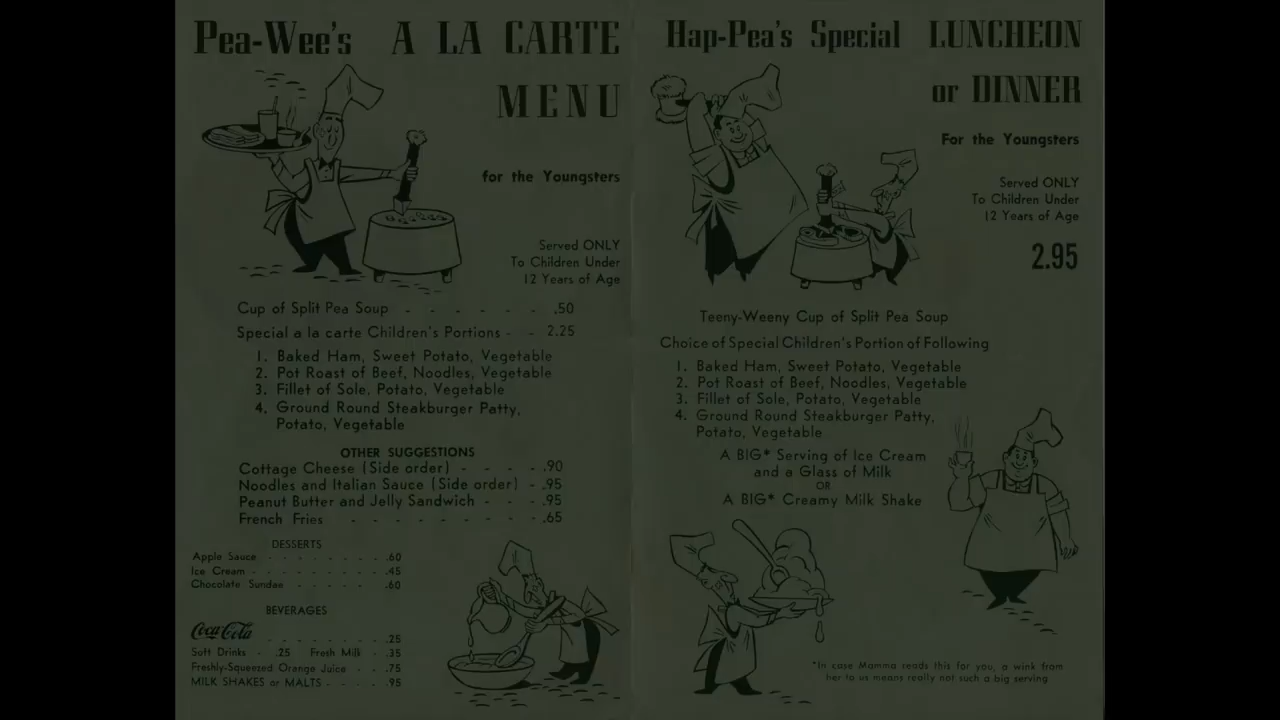 Pea-Wee's A LA CARTE
MENU
for the Youngsters
Served ONLY
To Children Under
12 Years of Age
Cup of Split Pea Soup - - - - - - .50
Special a la carte Children's Portions - - 2.25
1. Baked Ham, Sweet Potato, Vegetable
2. Pot Roast of Beef, Noodles, Vegetable
3. Fillet of Sole, Potato, Vegetable
4. Ground Round Steakburger Patty,
Potato, Vegetable
OTHER SUGGESTIONS
Cottage Cheese (Side order) - - - - .90
Noodles and Italian Sauce (Side order) - .95
Peanut Butter and Jelly Sandwich - - - .95
French Fries - - - - - - - - - .65
DESSERTS
Apple Sauce - - - - - - - - .60
Ice Cream - - - - - - - - - .45
Chocolate Sundae - - - - - - .60
BEVERAGES
Coca-Cola - - - - - - - - .25
Soft Drinks - .25 Fresh Milk - .35
Freshly-Squeezed Orange Juice - - - .75
MILK SHAKES or MALTS - - - - .95
Hap-Pea's Special LUNCHEON
or DINNER
For the Youngsters
Served ONLY
To Children Under
12 Years of Age
2.95
Teeny-Weeny Cup of Split Pea Soup
Choice of Special Children's Portion of Following
1. Baked Ham, Sweet Potato, Vegetable
2. Pot Roast of Beef, Noodles, Vegetable
3. Fillet of Sole, Potato, Vegetable
4. Ground Round Steakburger Patty,
Potato, Vegetable
A BIG* Serving of Ice Cream
and a Glass of Milk
OR
A BIG* Creamy Milk Shake
*In case Mamma reads this for you, a wink from
her to us means really not such a big serving